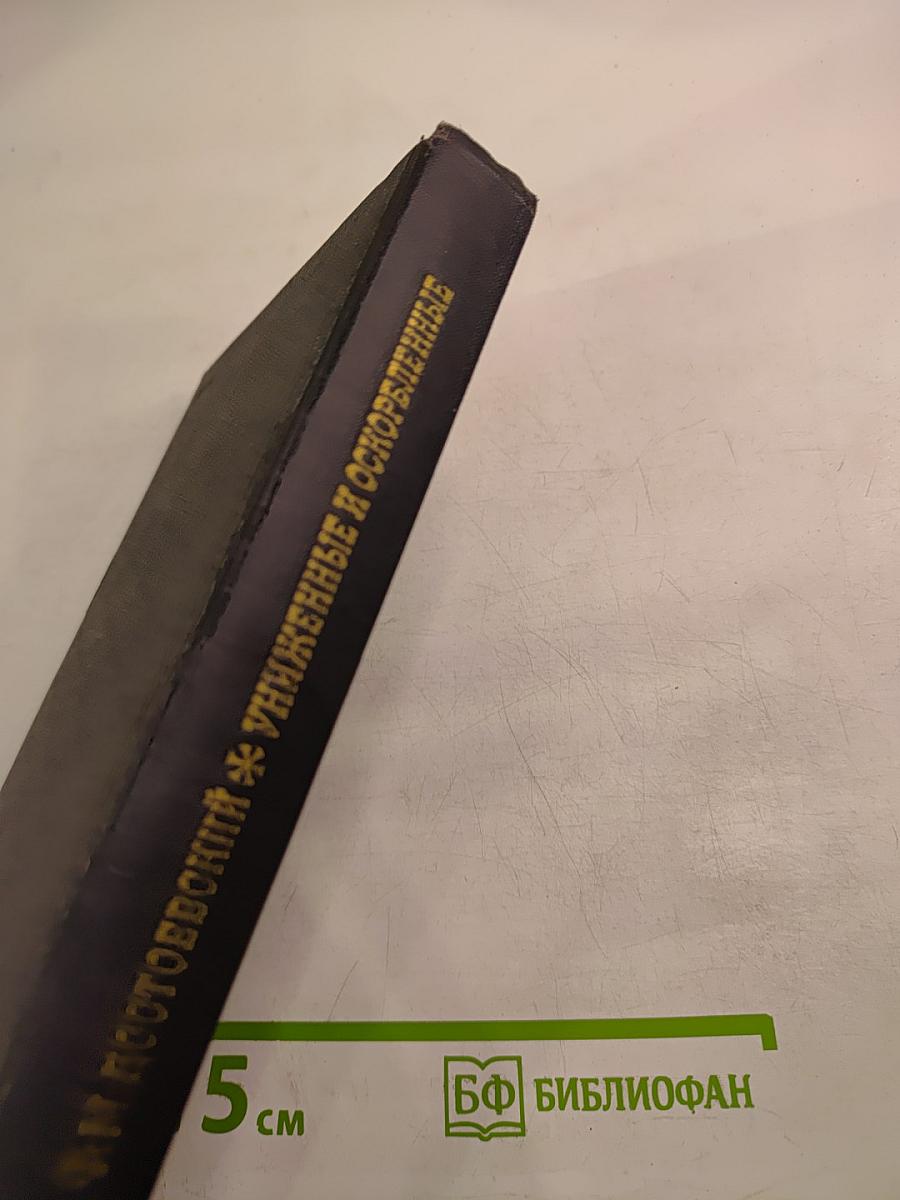 Ф.М ДОСТОЕВСКИЙ * УНИЖЕННЫЕ И ОСКОРБЛЕННЫЕ
5 см
БФ БИБЛИОФАН